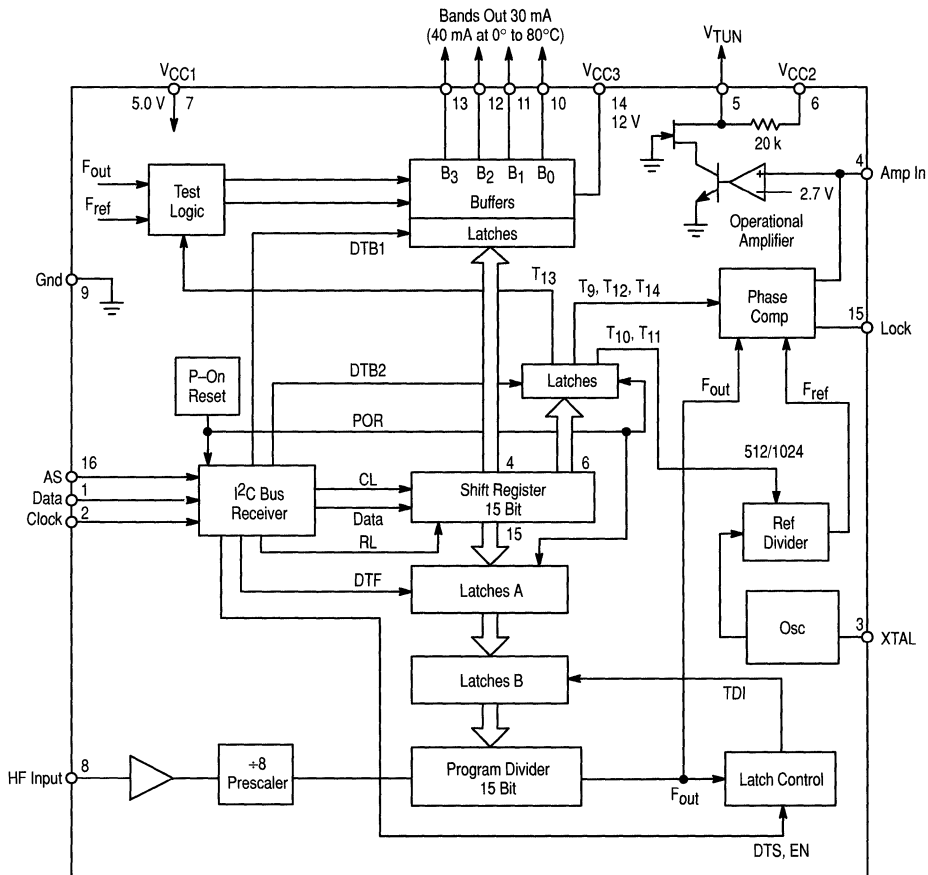 Bands Out 30 mA
(40 mA at 0° to 80°C)
VTUN
VCC1
VCC3
VCC2
5.0 V
7
13
12
11
10
14
12 V
5
6
20 k
Fout
Fref
Test
Logic
B3 B2 B1 B0
Buffers
Latches
DTB1
4
Amp In
+
2.7 V
Operational
Amplifier
Gnd
9
T13
T9, T12, T14
Phase
Comp
15
Lock
T10, T11
P–On
Reset
DTB2
Latches
Fout
Fref
POR
512/1024
AS
16
Data
1
Clock
2
I2C Bus
Receiver
CL
Data
RL
4
6
Shift Register
15 Bit
15
Ref
Divider
DTF
Latches A
Osc
3
XTAL
Latches B
TDI
HF Input
8
÷8
Prescaler
Program Divider
15 Bit
Fout
Latch Control
DTS, EN